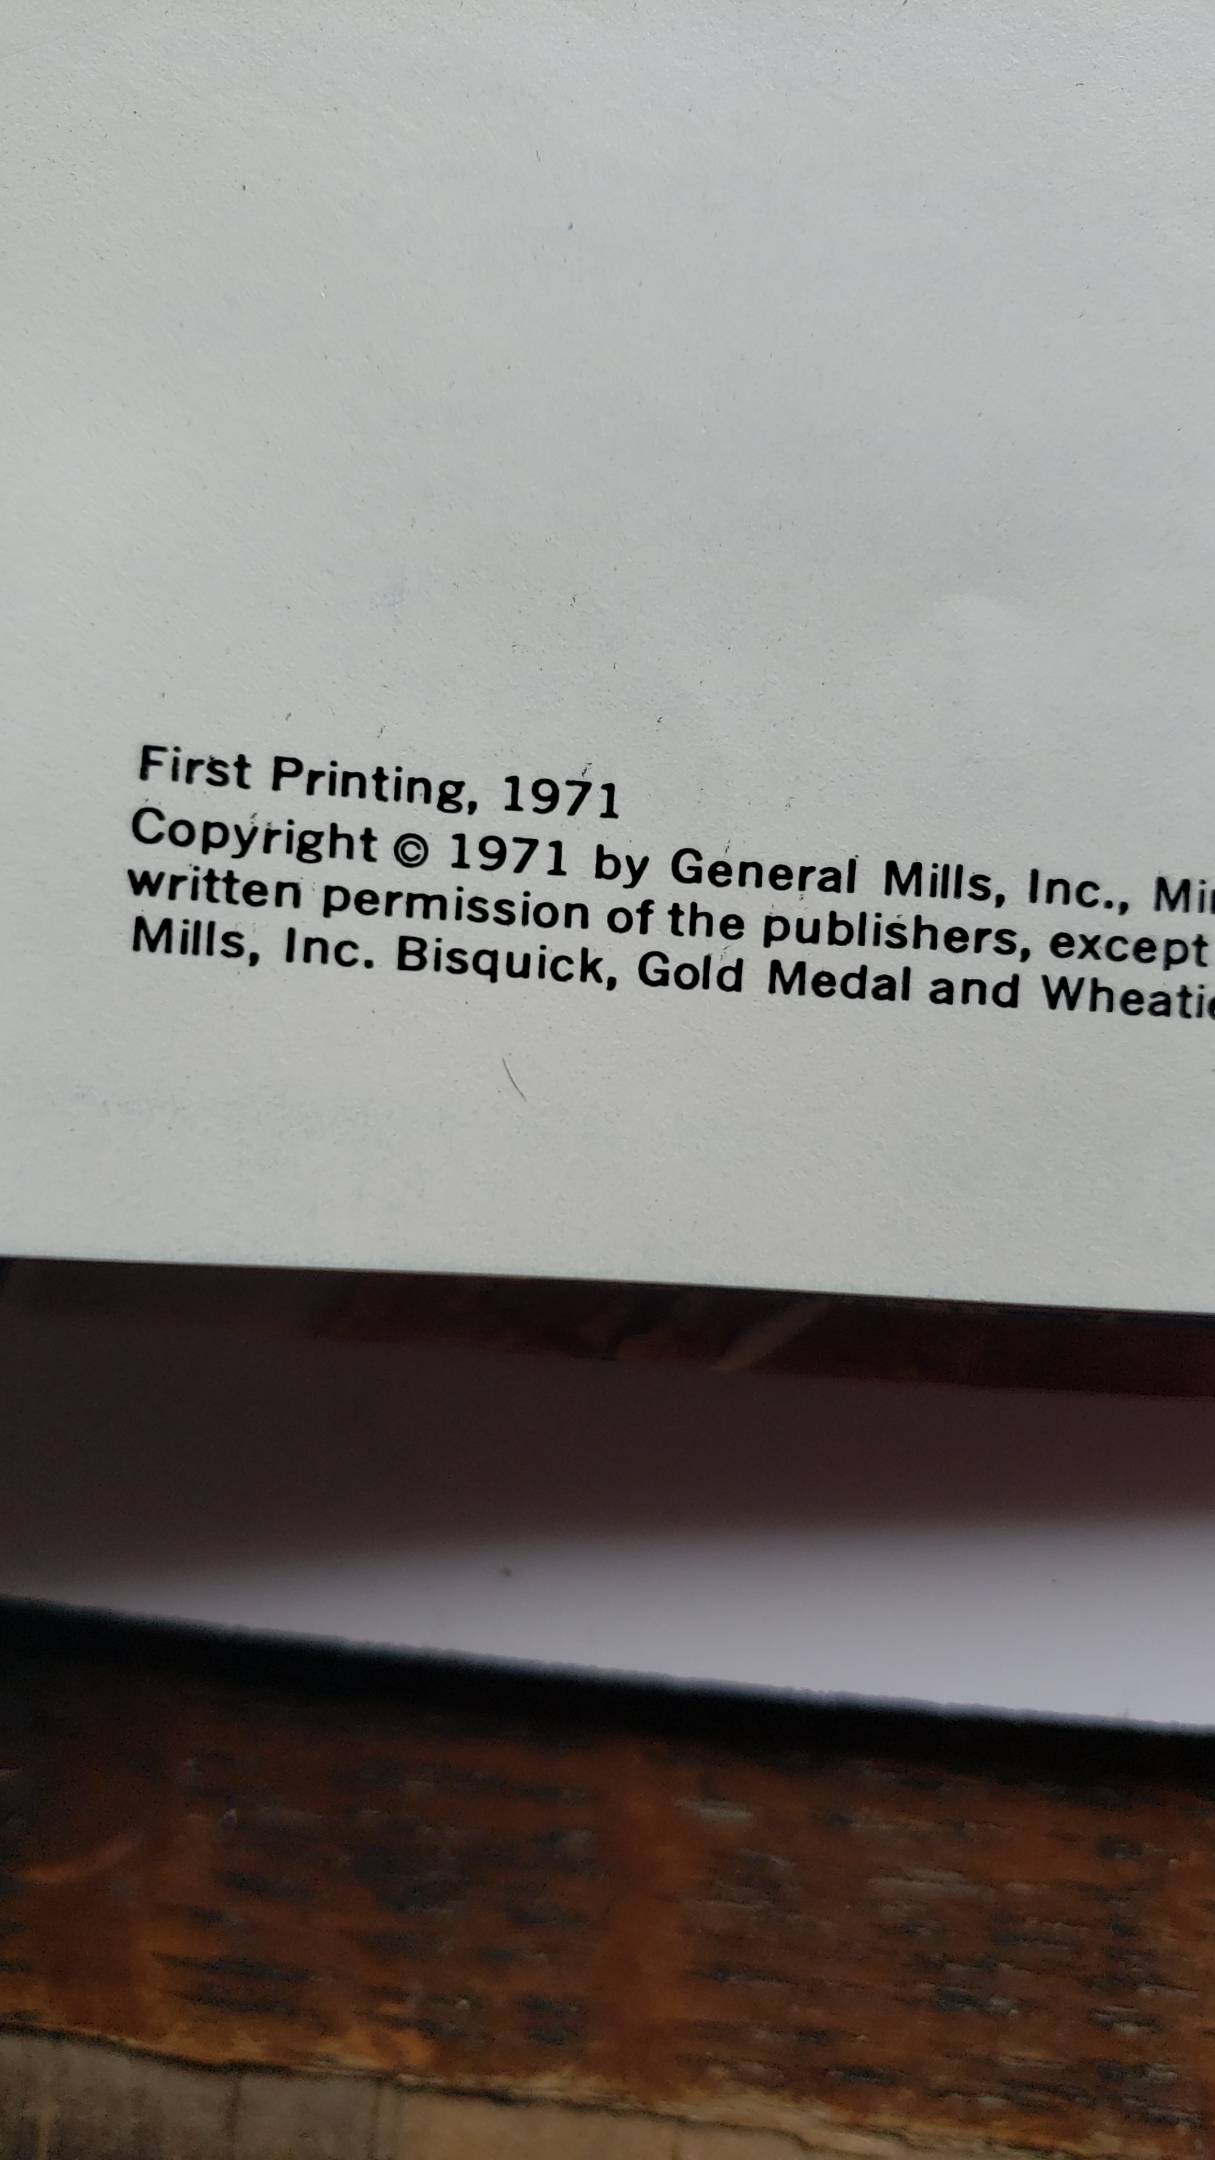 First Printing, 1971
Copyright © 1971 by General Mills, Inc.,
written permission of the publishers, except
Mills, Inc. Bisquick, Gold Medal and